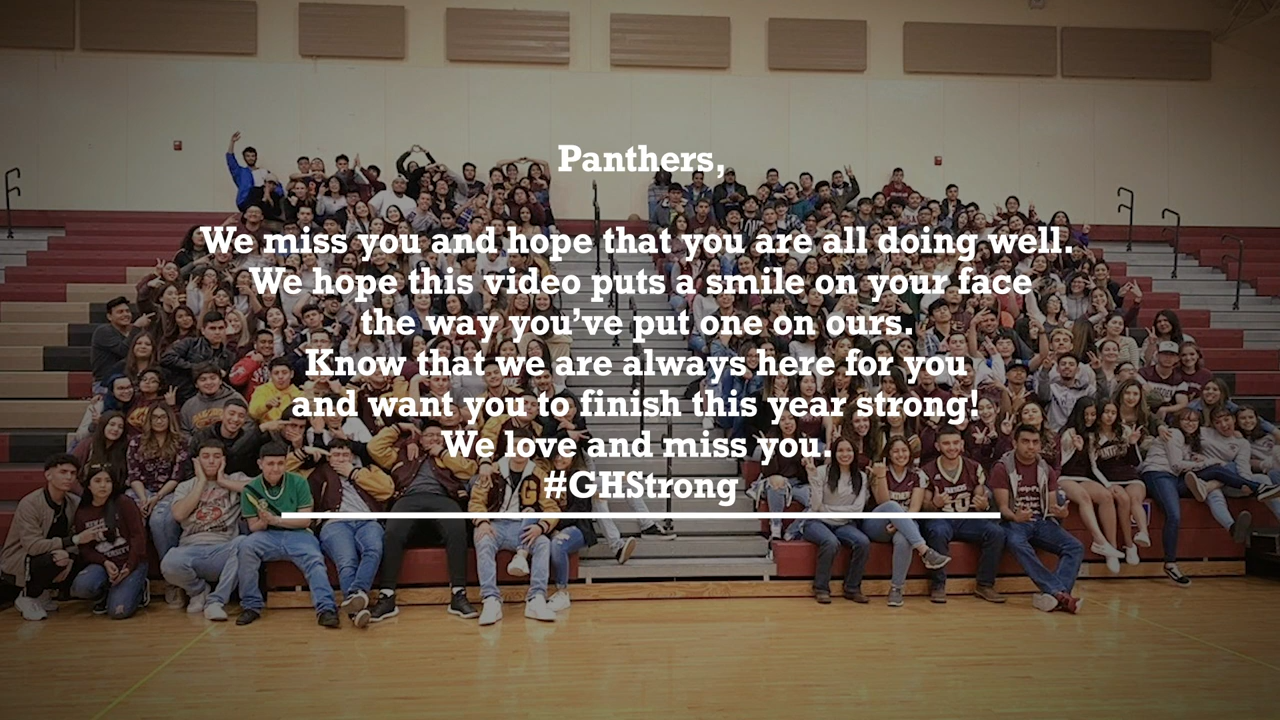 Panthers,
We miss you and hope that you are all doing well.
We hope this video puts a smile on your face
the way you’ve put one on ours.
Know that we are always here for you
and want you to finish this year strong!
We love and miss you.
#GHStrong